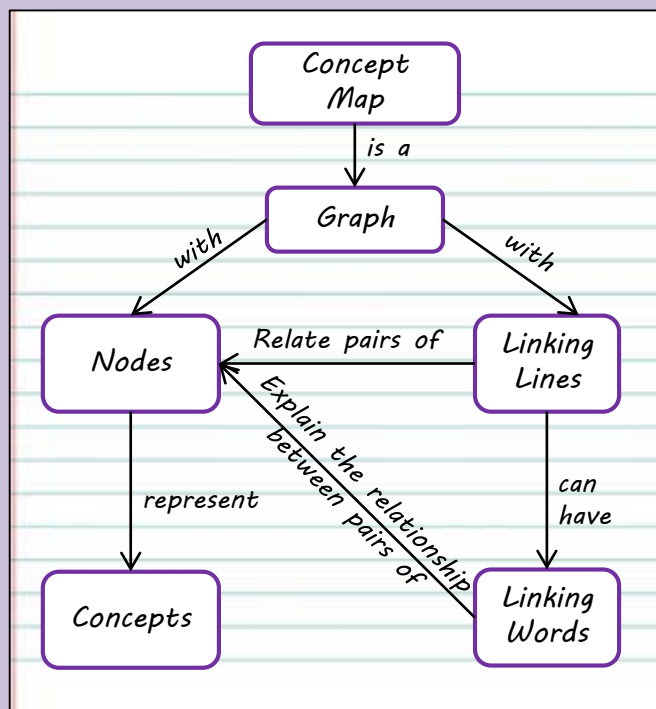 Concept
Map
is a
Graph
with
with
Nodes
Relate pairs of
Linking
Lines
Explain the relationship
between pairs of
represent
can
have
Concepts
Linking
Words